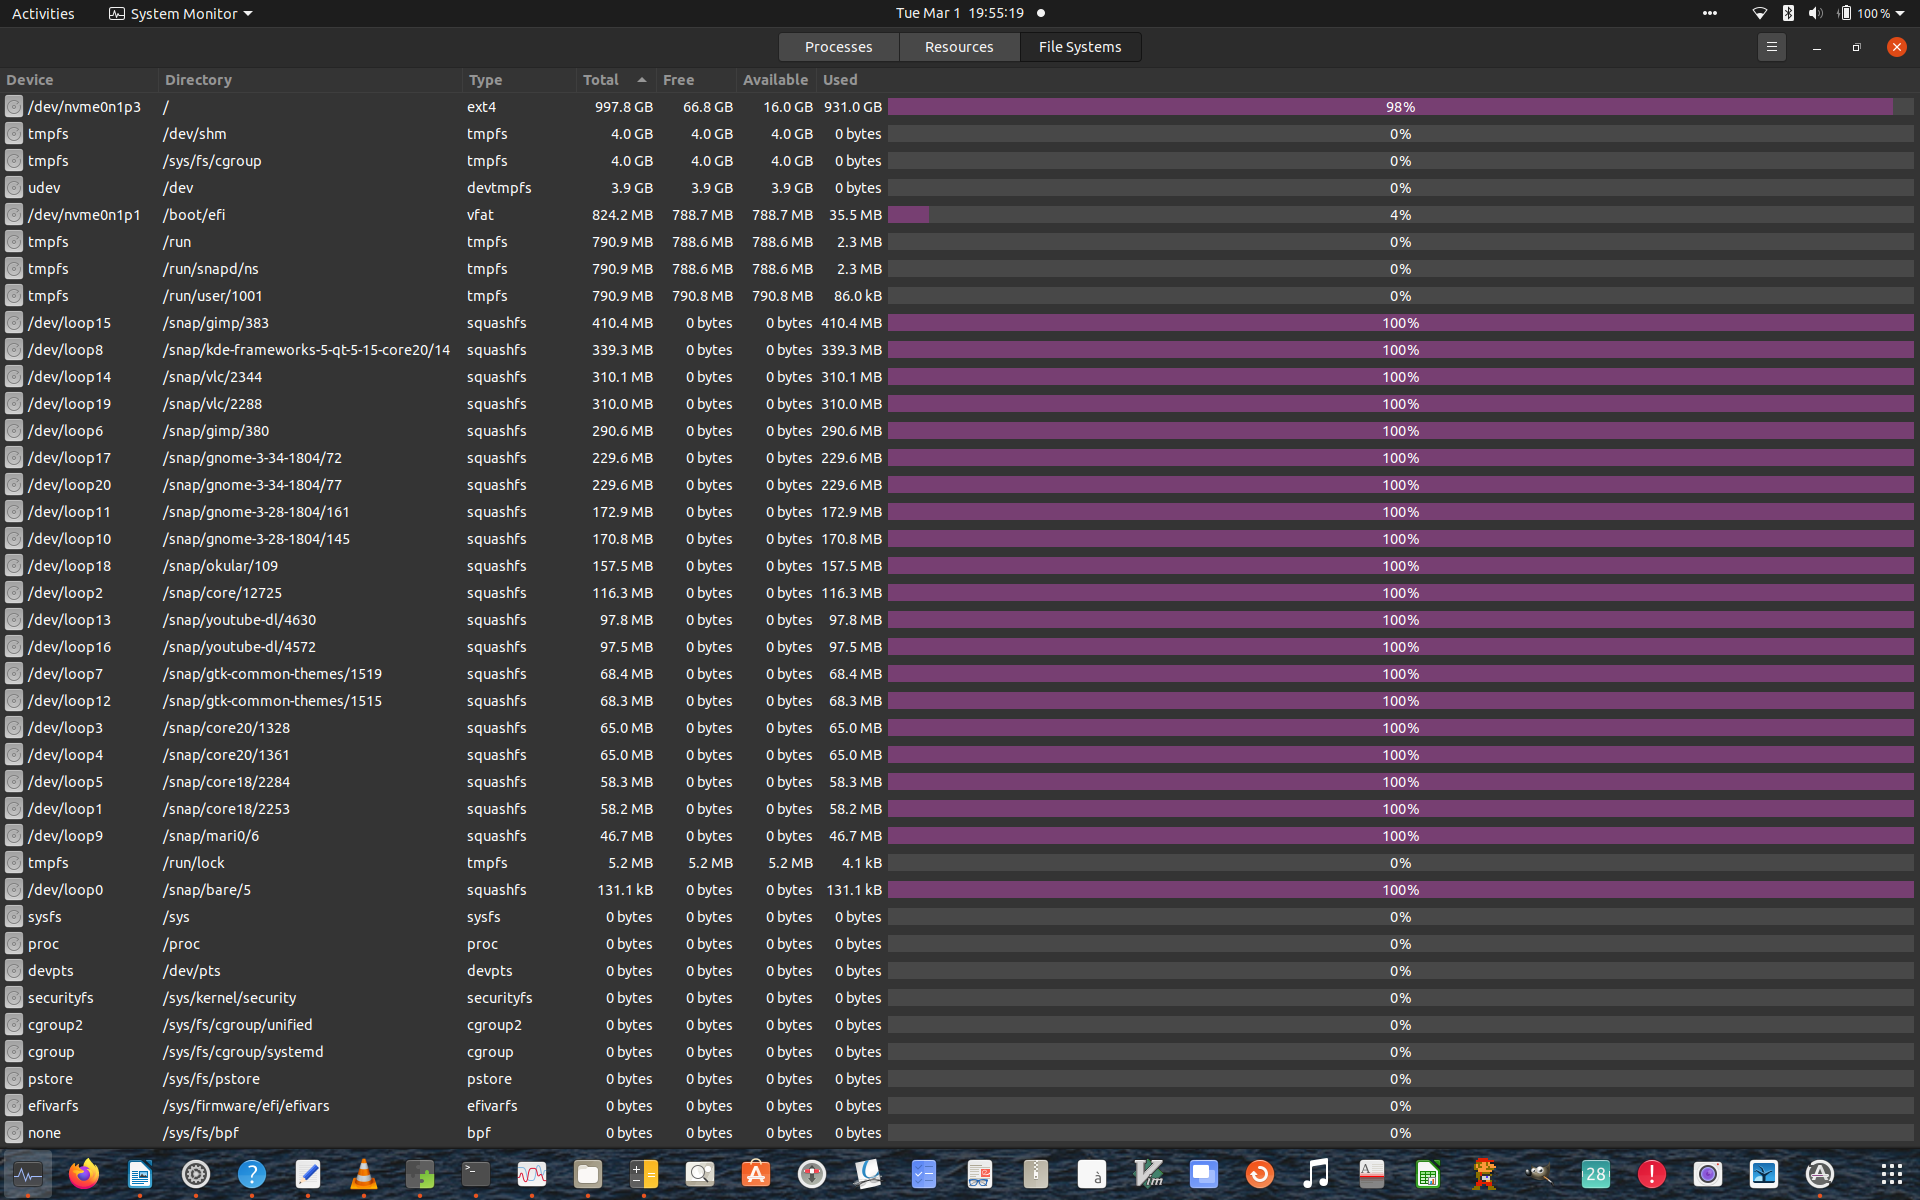 Activities System Monitor Tue Mar 1 19:55:19 100 %
Processes Resources File Systems
Device Directory Type Total Free Available Used
/dev/nvme0n1p3 / ext4 997.8 GB 66.8 GB 16.0 GB 931.0 GB 98%
tmpfs /dev/shm tmpfs 4.0 GB 4.0 GB 4.0 GB 0 bytes 0%
tmpfs /sys/fs/cgroup tmpfs 4.0 GB 4.0 GB 4.0 GB 0 bytes 0%
udev /dev devtmpfs 3.9 GB 3.9 GB 3.9 GB 0 bytes 0%
/dev/nvme0n1p1 /boot/efi vfat 824.2 MB 788.7 MB 788.7 MB 35.5 MB 4%
tmpfs /run tmpfs 790.9 MB 788.6 MB 788.6 MB 2.3 MB 0%
tmpfs /run/snapd/ns tmpfs 790.9 MB 788.6 MB 788.6 MB 2.3 MB 0%
tmpfs /run/user/1001 tmpfs 790.9 MB 790.8 MB 790.8 MB 86.0 kB 0%
/dev/loop15 /snap/gimp/383 squashfs 410.4 MB 0 bytes 0 bytes 410.4 MB 100%
/dev/loop8 /snap/kde-frameworks-5-qt-5-15-core20/14 squashfs 339.3 MB 0 bytes 0 bytes 339.3 MB 100%
/dev/loop14 /snap/vlc/2344 squashfs 310.1 MB 0 bytes 0 bytes 310.1 MB 100%
/dev/loop19 /snap/vlc/2288 squashfs 310.0 MB 0 bytes 0 bytes 310.0 MB 100%
/dev/loop6 /snap/gimp/380 squashfs 290.6 MB 0 bytes 0 bytes 290.6 MB 100%
/dev/loop17 /snap/gnome-3-34-1804/72 squashfs 229.6 MB 0 bytes 0 bytes 229.6 MB 100%
/dev/loop20 /snap/gnome-3-34-1804/77 squashfs 229.6 MB 0 bytes 0 bytes 229.6 MB 100%
/dev/loop11 /snap/gnome-3-28-1804/161 squashfs 172.9 MB 0 bytes 0 bytes 172.9 MB 100%
/dev/loop10 /snap/gnome-3-28-1804/145 squashfs 170.8 MB 0 bytes 0 bytes 170.8 MB 100%
/dev/loop18 /snap/okular/109 squashfs 157.5 MB 0 bytes 0 bytes 157.5 MB 100%
/dev/loop2 /snap/core/12725 squashfs 116.3 MB 0 bytes 0 bytes 116.3 MB 100%
/dev/loop13 /snap/youtube-dl/4630 squashfs 97.8 MB 0 bytes 0 bytes 97.8 MB 100%
/dev/loop16 /snap/youtube-dl/4572 squashfs 97.5 MB 0 bytes 0 bytes 97.5 MB 100%
/dev/loop7 /snap/gtk-common-themes/1519 squashfs 68.4 MB 0 bytes 0 bytes 68.4 MB 100%
/dev/loop12 /snap/gtk-common-themes/1515 squashfs 68.3 MB 0 bytes 0 bytes 68.3 MB 100%
/dev/loop3 /snap/core20/1328 squashfs 65.0 MB 0 bytes 0 bytes 65.0 MB 100%
/dev/loop4 /snap/core20/1361 squashfs 65.0 MB 0 bytes 0 bytes 65.0 MB 100%
/dev/loop5 /snap/core18/2284 squashfs 58.3 MB 0 bytes 0 bytes 58.3 MB 100%
/dev/loop1 /snap/core18/2253 squashfs 58.2 MB 0 bytes 0 bytes 58.2 MB 100%
/dev/loop9 /snap/mari0/6 squashfs 46.7 MB 0 bytes 0 bytes 46.7 MB 100%
tmpfs /run/lock tmpfs 5.2 MB 5.2 MB 5.2 MB 4.1 kB 0%
/dev/loop0 /snap/bare/5 squashfs 131.1 kB 0 bytes 0 bytes 131.1 kB 100%
sysfs /sys sysfs 0 bytes 0 bytes 0 bytes 0 bytes 0%
proc /proc proc 0 bytes 0 bytes 0 bytes 0 bytes 0%
devpts /dev/pts devpts 0 bytes 0 bytes 0 bytes 0 bytes 0%
securityfs /sys/kernel/security securityfs 0 bytes 0 bytes 0 bytes 0 bytes 0%
cgroup2 /sys/fs/cgroup/unified cgroup2 0 bytes 0 bytes 0 bytes 0 bytes 0%
cgroup /sys/fs/cgroup/systemd cgroup 0 bytes 0 bytes 0 bytes 0 bytes 0%
pstore /sys/fs/pstore pstore 0 bytes 0 bytes 0 bytes 0 bytes 0%
efivarfs /sys/firmware/efi/efivars efivarfs 0 bytes 0 bytes 0 bytes 0 bytes 0%
none /sys/fs/bpf bpf 0 bytes 0 bytes 0 bytes 0 bytes 0%
? à Vim A 28